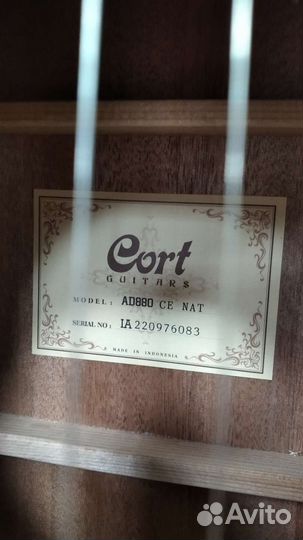 Cort
GUITARS
MODEL: AD880 CE NAT
SERIAL NO: IA 220976083
MADE IN INDONESIA
Avito